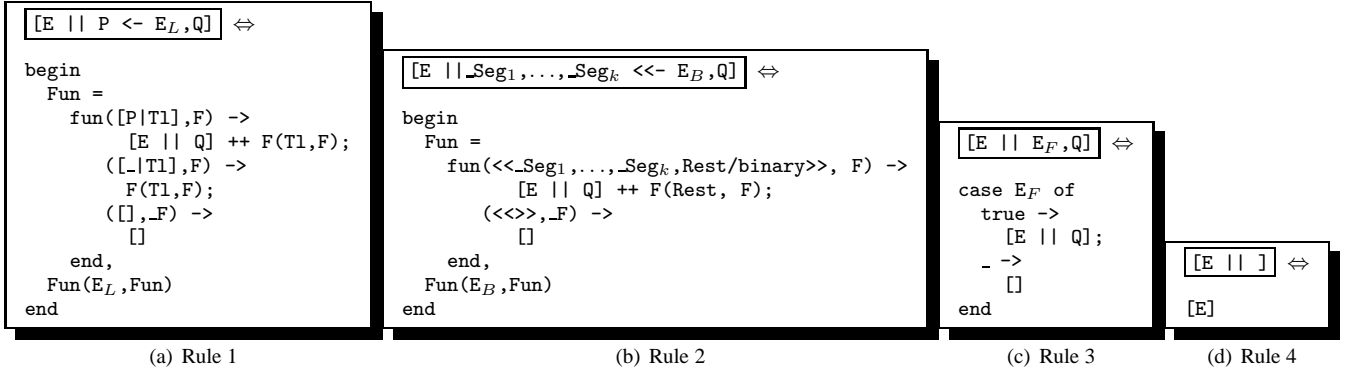 [E || P <- E_L,Q] ⇔
begin
  Fun =
    fun([P|Tl],F) ->
         [E || Q] ++ F(Tl,F);
       ([_|Tl],F) ->
         F(Tl,F);
       ([],_F) ->
         []
    end,
  Fun(E_L,Fun)
end
(a) Rule 1
[E ||_Seg_1,...,_Seg_k <<- E_B,Q] ⇔
begin
  Fun =
    fun(<<_Seg_1,...,_Seg_k,Rest/binary>>, F) ->
          [E || Q] ++ F(Rest, F);
       (<<>>,_F) ->
          []
    end,
  Fun(E_B,Fun)
end
(b) Rule 2
[E || E_F,Q] ⇔
case E_F of
  true ->
    [E || Q];
  _ ->
    []
end
(c) Rule 3
[E || ] ⇔
[E]
(d) Rule 4